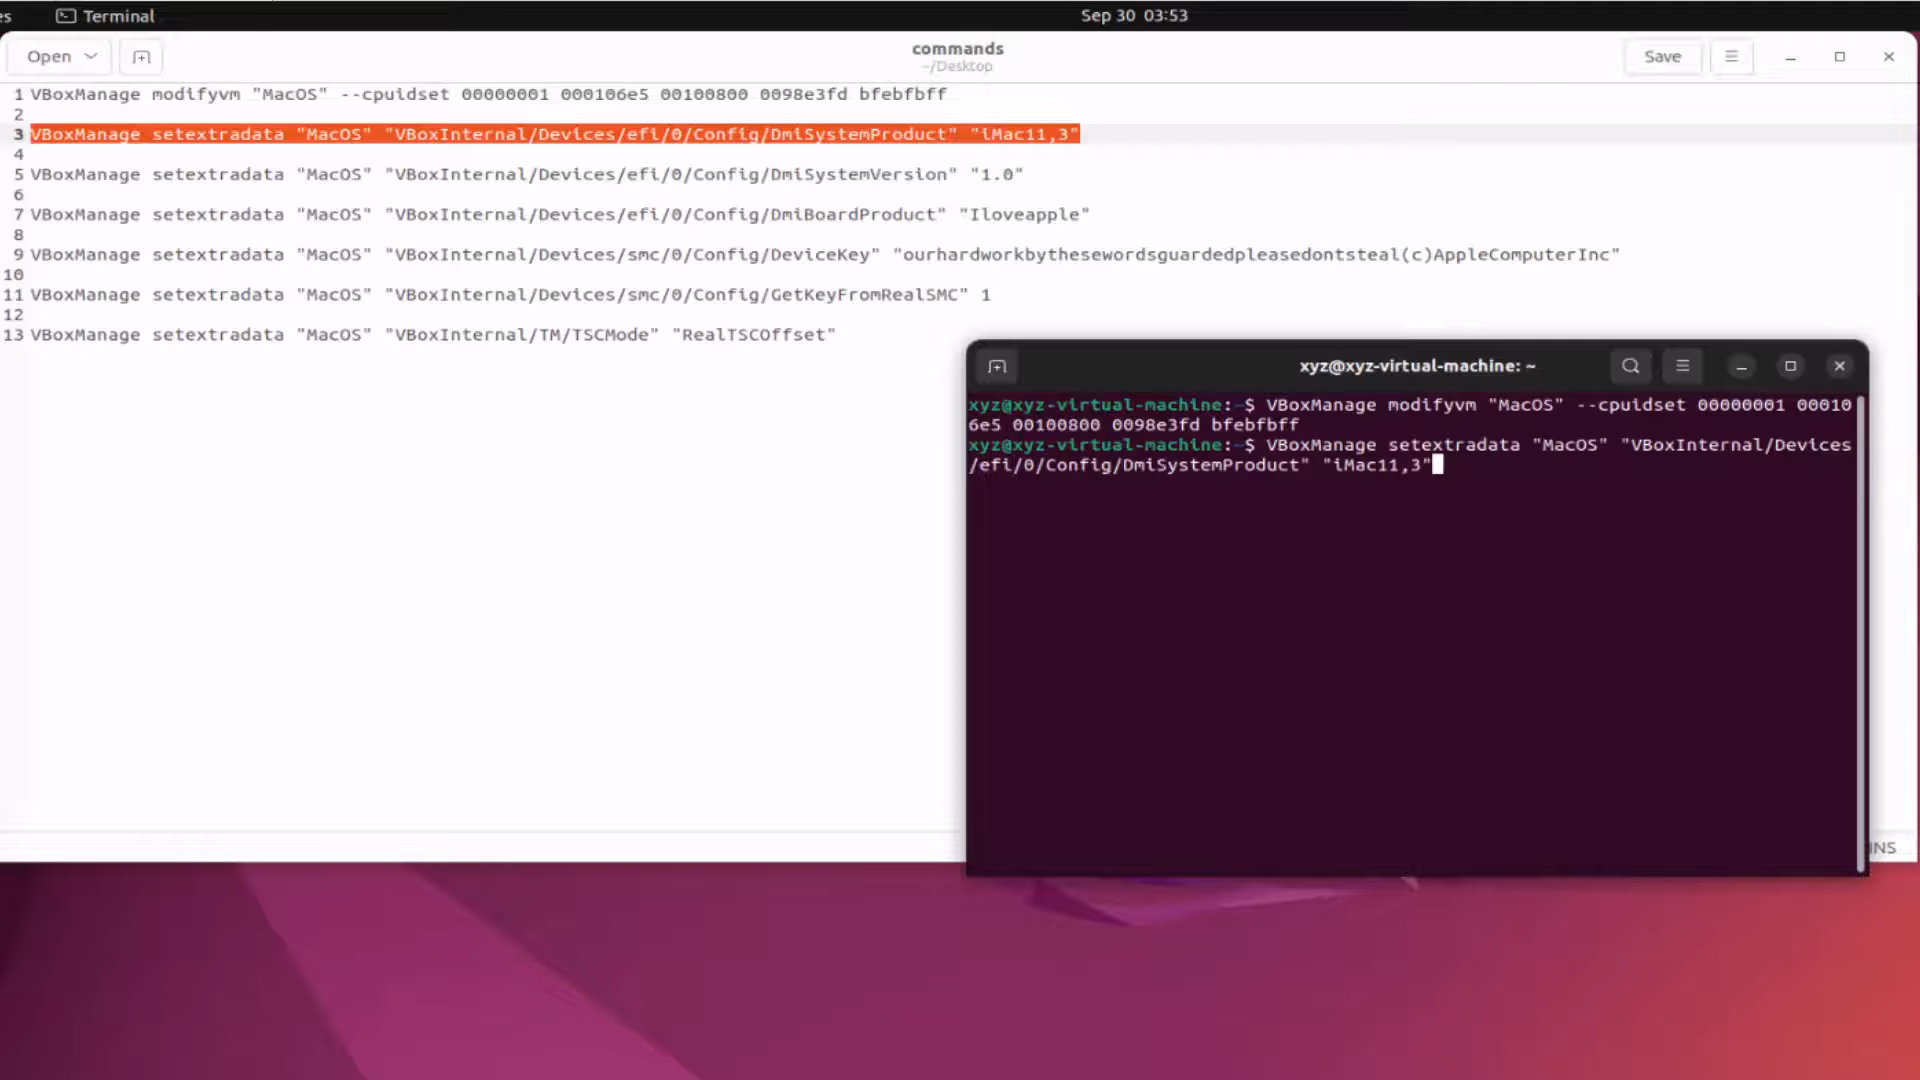 es
Terminal
Sep 30 03:53
Open
commands
~/Desktop
Save
1 VBoxManage modifyvm "MacOS" --cpuidset 00000001 000106e5 00100800 0098e3fd bfebfbff
2
3 VBoxManage setextradata "MacOS" "VBoxInternal/Devices/efi/0/Config/DmiSystemProduct" "iMac11,3"
4
5 VBoxManage setextradata "MacOS" "VBoxInternal/Devices/efi/0/Config/DmiSystemVersion" "1.0"
6
7 VBoxManage setextradata "MacOS" "VBoxInternal/Devices/efi/0/Config/DmiBoardProduct" "Iloveapple"
8
9 VBoxManage setextradata "MacOS" "VBoxInternal/Devices/smc/0/Config/DeviceKey" "ourhardworkbythesewordsguardedpleasedontsteal(c)AppleComputerInc"
10
11 VBoxManage setextradata "MacOS" "VBoxInternal/Devices/smc/0/Config/GetKeyFromRealSMC" 1
12
13 VBoxManage setextradata "MacOS" "VBoxInternal/TM/TSCMode" "RealTSCOffset"
xyz@xyz-virtual-machine: ~
xyz@xyz-virtual-machine:~$ VBoxManage modifyvm "MacOS" --cpuidset 00000001 00010
6e5 00100800 0098e3fd bfebfbff
xyz@xyz-virtual-machine:~$ VBoxManage setextradata "MacOS" "VBoxInternal/Devices
/efi/0/Config/DmiSystemProduct" "iMac11,3"
INS